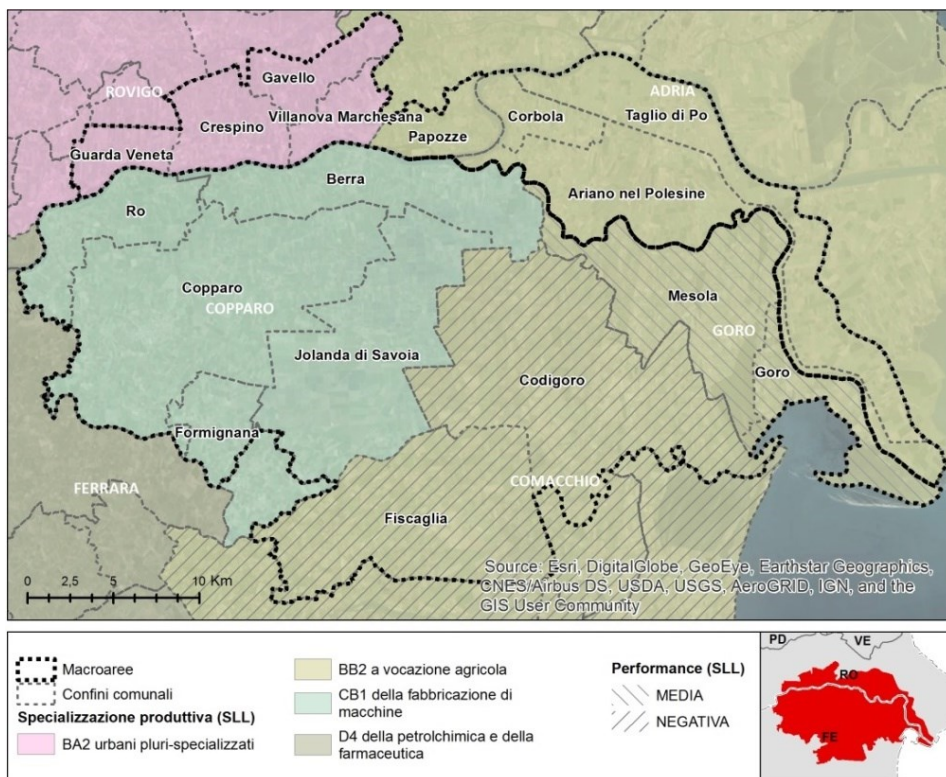 Gavello
ROVIGO
ADRIA
Villanova Marchesana
Corbola
Taglio di Po
Crespino
Papozze
Guarda Veneta
Berra
Ariano nel Polesine
Ro
Copparo
COPPARO
Mesola
GORO
Jolanda di Savoia
Codigoro
Goro
Formignana
FERRARA
COMACCHIO
Fiscaglia
0 2,5 5 10 Km
Source: Esri, DigitalGlobe, GeoEye, Earthstar Geographics,
CNES/Airbus DS, USDA, USGS, AeroGRID, IGN, and the
GIS User Community
Macroaree
Confini comunali
Specializzazione produttiva (SLL)
BA2 urbani pluri-specializzati
BB2 a vocazione agricola
CB1 della fabbricazione di
macchine
D4 della petrolchimica e della
farmaceutica
Performance (SLL)
MEDIA
NEGATIVA
PD
VE
RO
FE